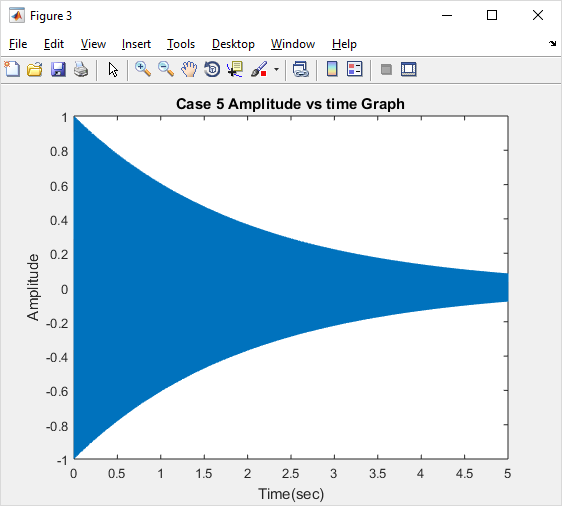 Figure 3
File Edit View Insert Tools Desktop Window Help
Case 5 Amplitude vs time Graph
1
0.8
0.6
0.4
0.2
0
-0.2
-0.4
-0.6
-0.8
-1
Amplitude
0 0.5 1 1.5 2 2.5 3 3.5 4 4.5 5
Time(sec)